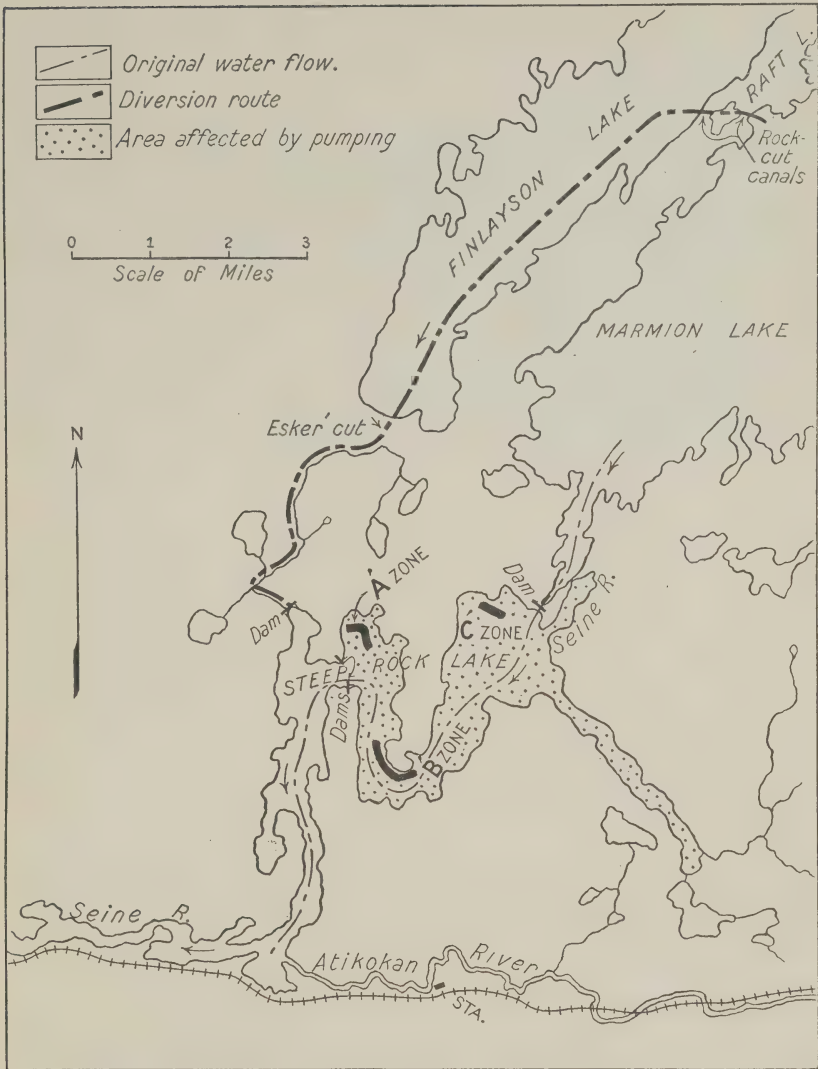 Original water flow.
Diversion route
Area affected by pumping
0 1 2 3
Scale of Miles
RAFT L.
FINLAYSON LAKE
Rock-
cut
canals
MARMION LAKE
N
Esker cut
A ZONE
Dam
Dam
C ZONE
Seine R.
STEEP ROCK LAKE
Dams
B ZONE
Seine R.
Atikokan River
STA.